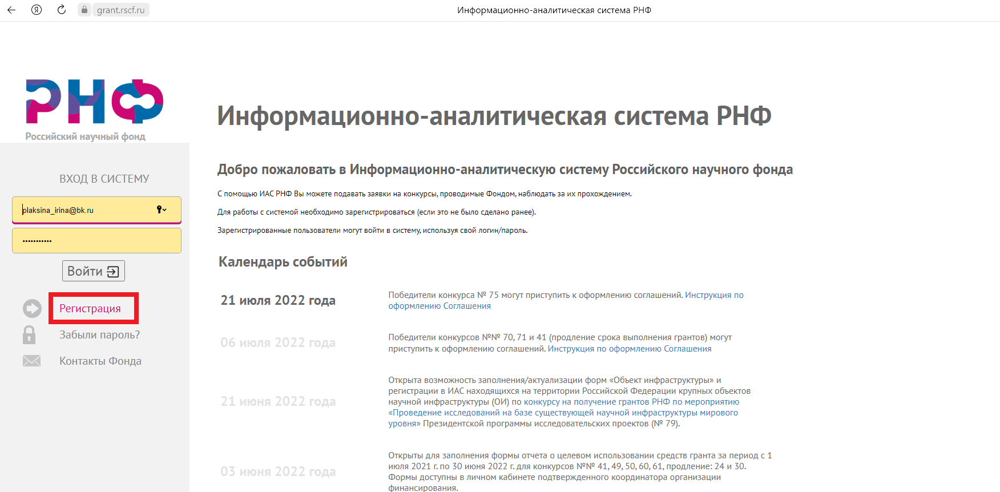 grant.rscf.ru
Информационно-аналитическая система РНФ
РНФ
Российский научный фонд
ВХОД В СИСТЕМУ
plaksina_irina@bk.ru
•••••••••••
Войти
Регистрация
Забыли пароль?
Контакты Фонда
Информационно-аналитическая система РНФ
Добро пожаловать в Информационно-аналитическую систему Российского научного фонда
С помощью ИАС РНФ Вы можете подавать заявки на конкурсы, проводимые Фондом, наблюдать за их прохождением.
Для работы с системой необходимо зарегистрироваться (если это не было сделано ранее).
Зарегистрированные пользователи могут войти в систему, используя свой логин/пароль.
Календарь событий
21 июля 2022 года
Победители конкурса № 75 могут приступить к оформлению соглашений. Инструкция по
оформлению Соглашения
06 июля 2022 года
Победители конкурсов №№ 70, 71 и 41 (продление срока выполнения грантов) могут
приступить к оформлению соглашений. Инструкция по оформлению Соглашения
21 июня 2022 года
Открыта возможность заполнения/актуализации форм «Объект инфраструктуры» и
регистрации в ИАС находящихся на территории Российской Федерации крупных объектов
научной инфраструктуры (ОИ) по конкурсу на получение грантов РНФ по мероприятию
«Проведение исследований на базе существующей научной инфраструктуры мирового
уровня» Президентской программы исследовательских проектов (№ 79).
03 июня 2022 года
Открыты для заполнения формы отчета о целевом использовании средств гранта за период с 1
июля 2021 г. по 30 июня 2022 г. для конкурсов №№ 41, 49, 50, 60, 61, продление: 24 и 30.
Формы доступны в личном кабинете подтвержденного координатора организации
финансирования.